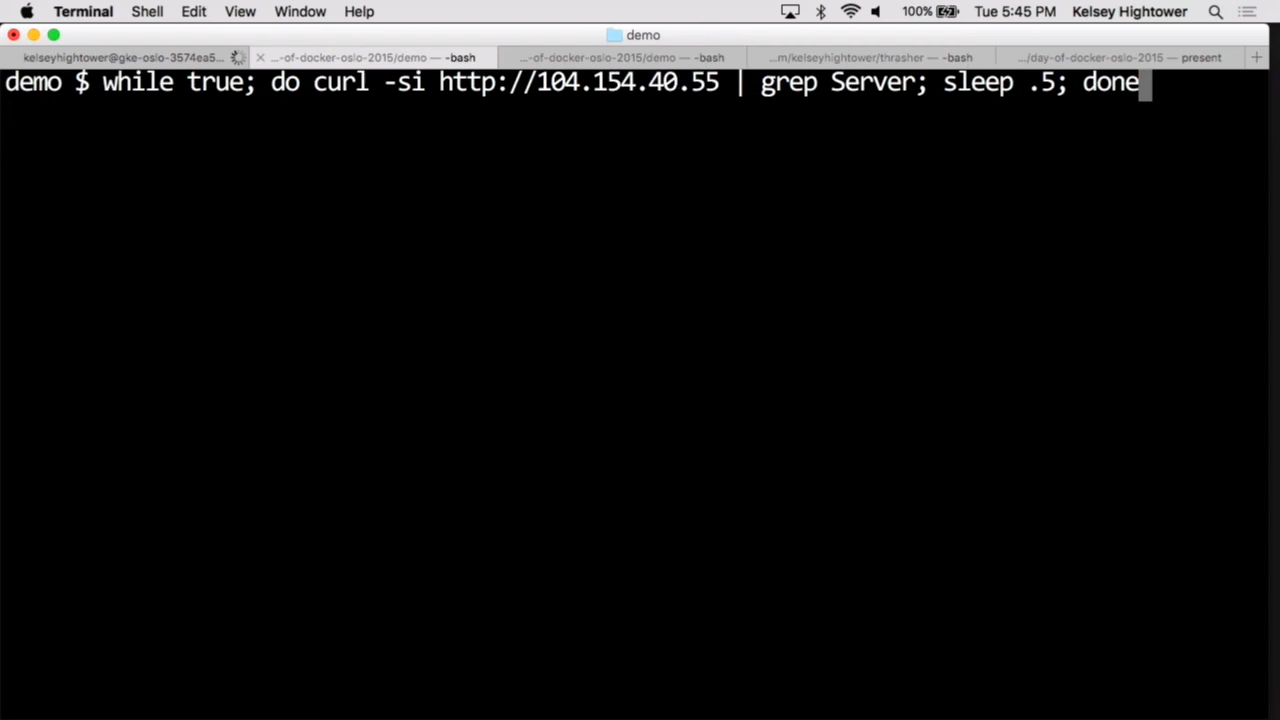 Terminal Shell Edit View Window Help 100% Tue 5:45 PM Kelsey Hightower
demo
kelseyhightower@gke-oslo-3574ea5... ...-of-docker-oslo-2015/demo — -bash ...-of-docker-oslo-2015/demo — -bash ...m/kelseyhightower/thrasher — -bash .../day-of-docker-oslo-2015 — present
demo $ while true; do curl -si http://104.154.40.55 | grep Server; sleep .5; done